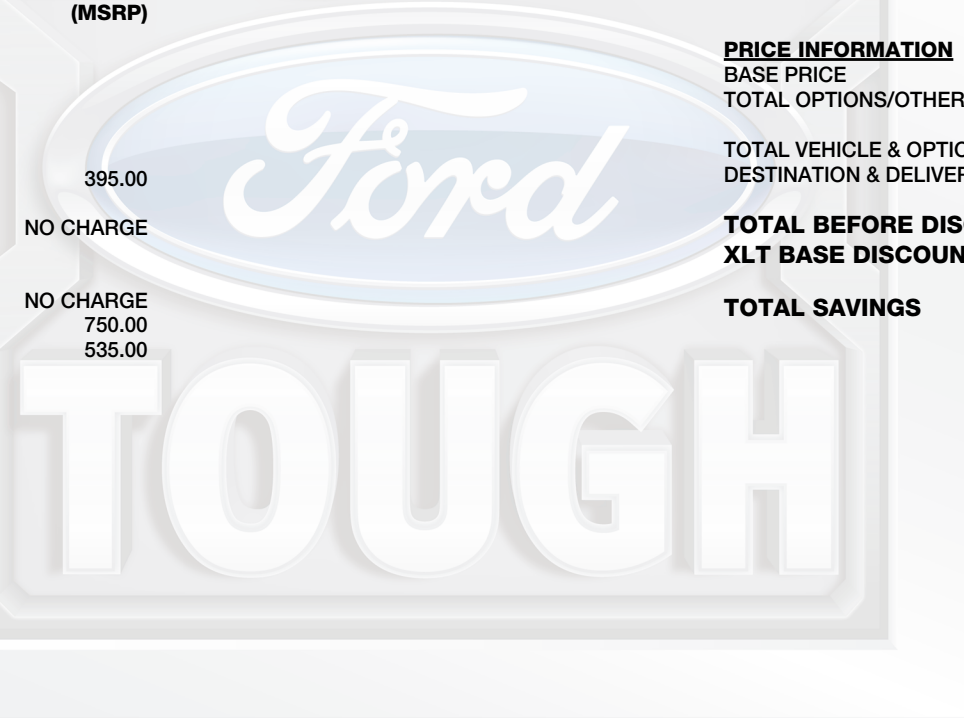 (MSRP)
395.00
NO CHARGE
NO CHARGE
750.00
535.00
PRICE INFORMATION
BASE PRICE
TOTAL OPTIONS/OTHER
TOTAL VEHICLE & OPTIO
DESTINATION & DELIVER
TOTAL BEFORE DIS
XLT BASE DISCOUN
TOTAL SAVINGS
Ford
TOUGH